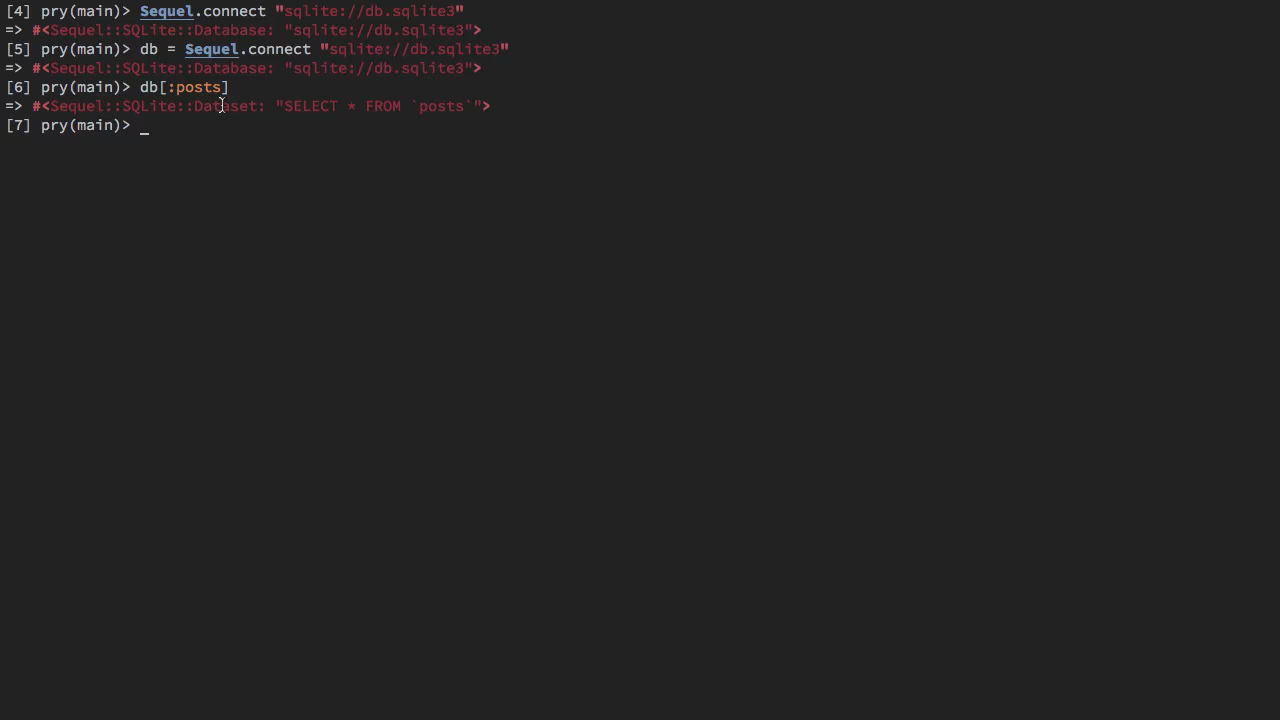 [4] pry(main)> Sequel.connect "sqlite://db.sqlite3"
=> #<Sequel::SQLite::Database: "sqlite://db.sqlite3">
[5] pry(main)> db = Sequel.connect "sqlite://db.sqlite3"
=> #<Sequel::SQLite::Database: "sqlite://db.sqlite3">
[6] pry(main)> db[:posts]
=> #<Sequel::SQLite::Dataset: "SELECT * FROM `posts`">
[7] pry(main)> _